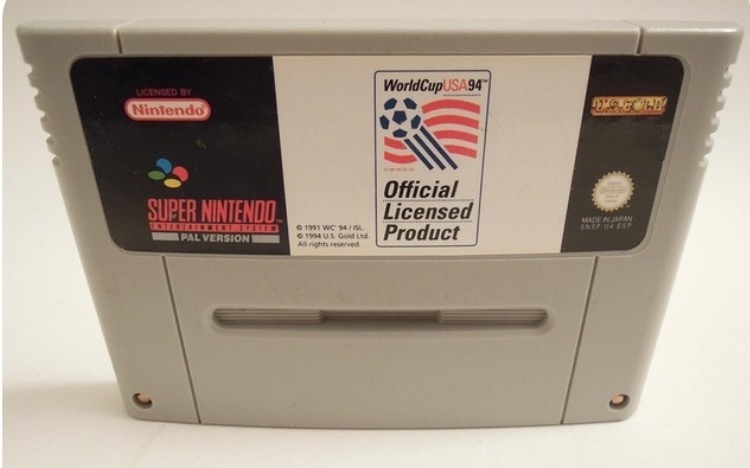 LICENSED BY
Nintendo
SUPER NINTENDO
ENTERTAINMENT SYSTEM
PAL VERSION
© 1991 WC' 94 / ISL.
© 1994 U.S. Gold Ltd.
All rights reserved.
WorldCupUSA94™
Official
Licensed
Product
U.S. GOLD
MADE IN JAPAN
SNSP U4 ESP